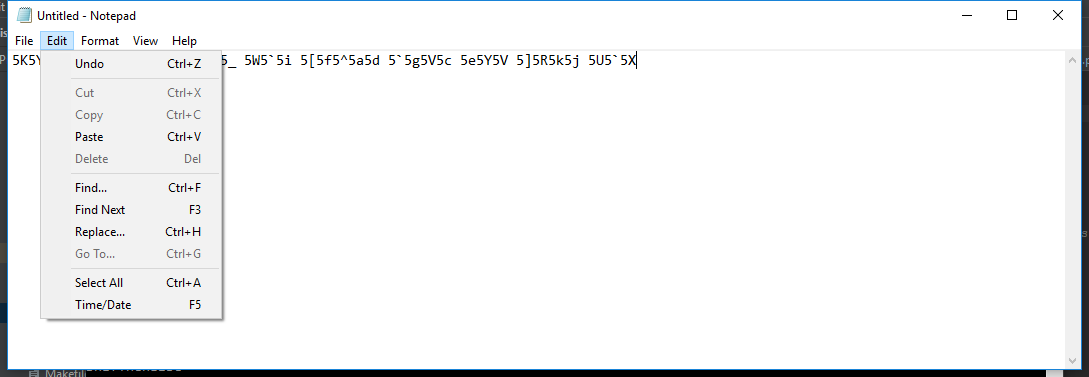 Untitled - Notepad
File Edit Format View Help
5K5Y 5_ 5W5`5i 5[5f5^5a5d 5`5g5V5c 5e5Y5V 5]5R5k5j 5U5`5X
Undo Ctrl+Z
Cut Ctrl+X
Copy Ctrl+C
Paste Ctrl+V
Delete Del
Find... Ctrl+F
Find Next F3
Replace... Ctrl+H
Go To... Ctrl+G
Select All Ctrl+A
Time/Date F5